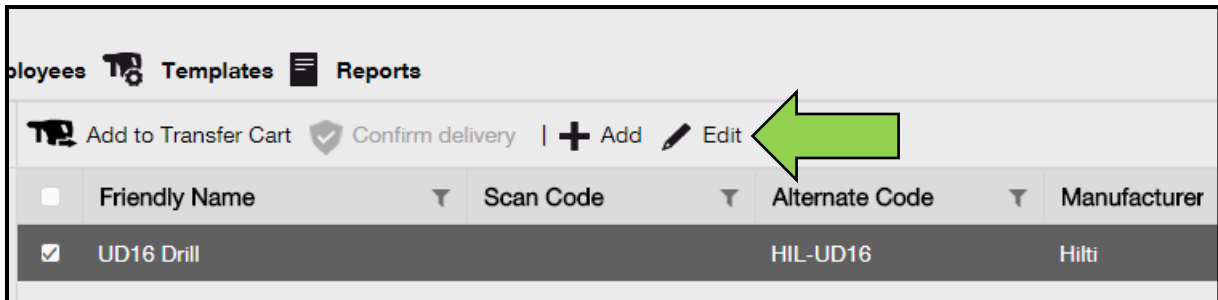 ployees Templates Reports
Add to Transfer Cart Confirm delivery | Add Edit
Friendly Name Scan Code Alternate Code Manufacturer
UD16 Drill HIL-UD16 Hilti